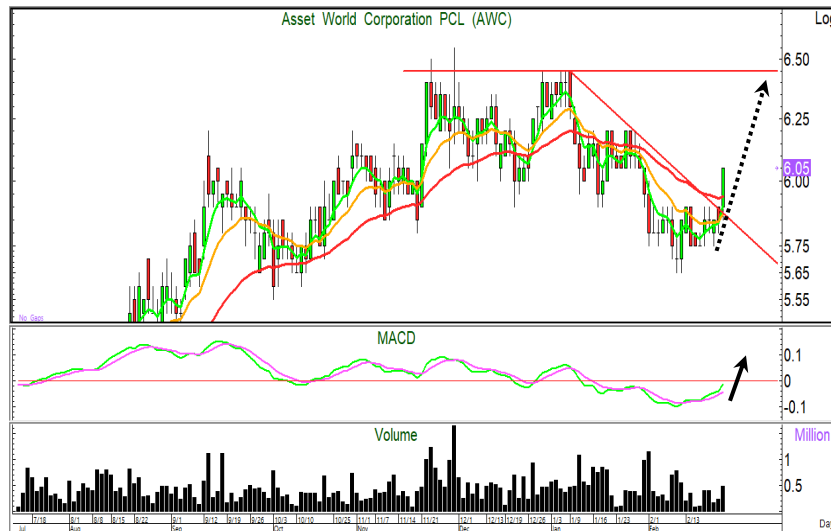 Asset World Corporation PCL (AWC)
Log
6.50
6.25
6.05
6.00
5.75
5.65
5.55
No Gaps
MACD
0.1
0
-0.1
Volume
Million
1
0.5
7/18 8/1 8/8 8/15 8/22 9/1 9/12 9/19 9/26 10/3 10/10 10/25 11/1 11/7 11/14 11/21 12/1 12/13 12/19 12/26 1/3 1/9 1/16 1/23 2/1 2/13
Jul Aug Sep Oct Nov Dec Jan Feb
Da